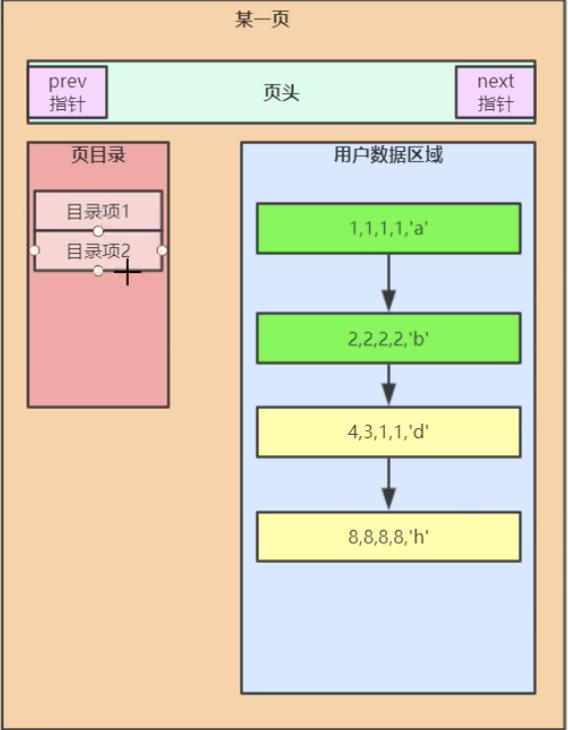 某一页
prev
指针
页头
next
指针
页目录
目录项1
目录项2
用户数据区域
1,1,1,1,'a'
2,2,2,2,'b'
4,3,1,1,'d'
8,8,8,8,'h'